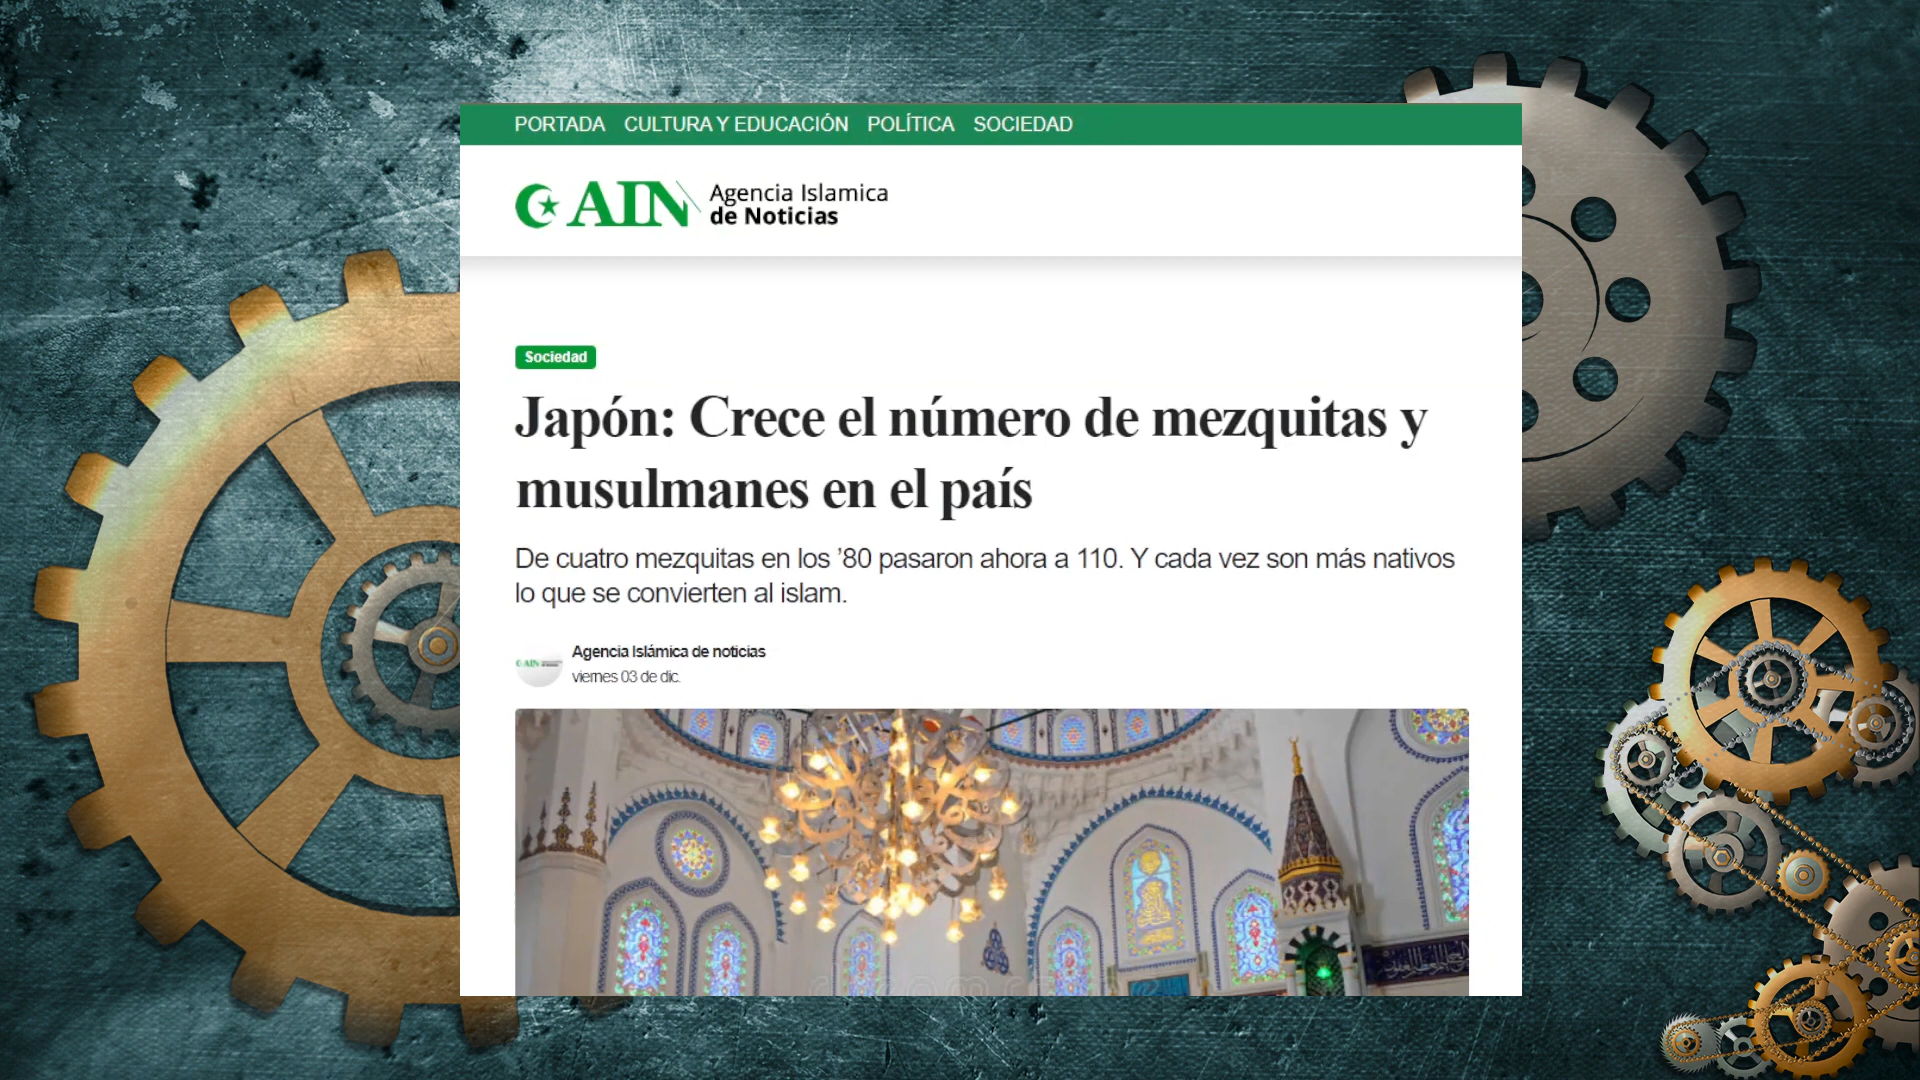 PORTADA CULTURA Y EDUCACIÓN POLÍTICA SOCIEDAD
AIN Agencia Islamica
de Noticias
Sociedad
Japón: Crece el número de mezquitas y
musulmanes en el país
De cuatro mezquitas en los ’80 pasaron ahora a 110. Y cada vez son más nativos
lo que se convierten al islam.
Agencia Islámica de noticias
viernes 03 de dic.